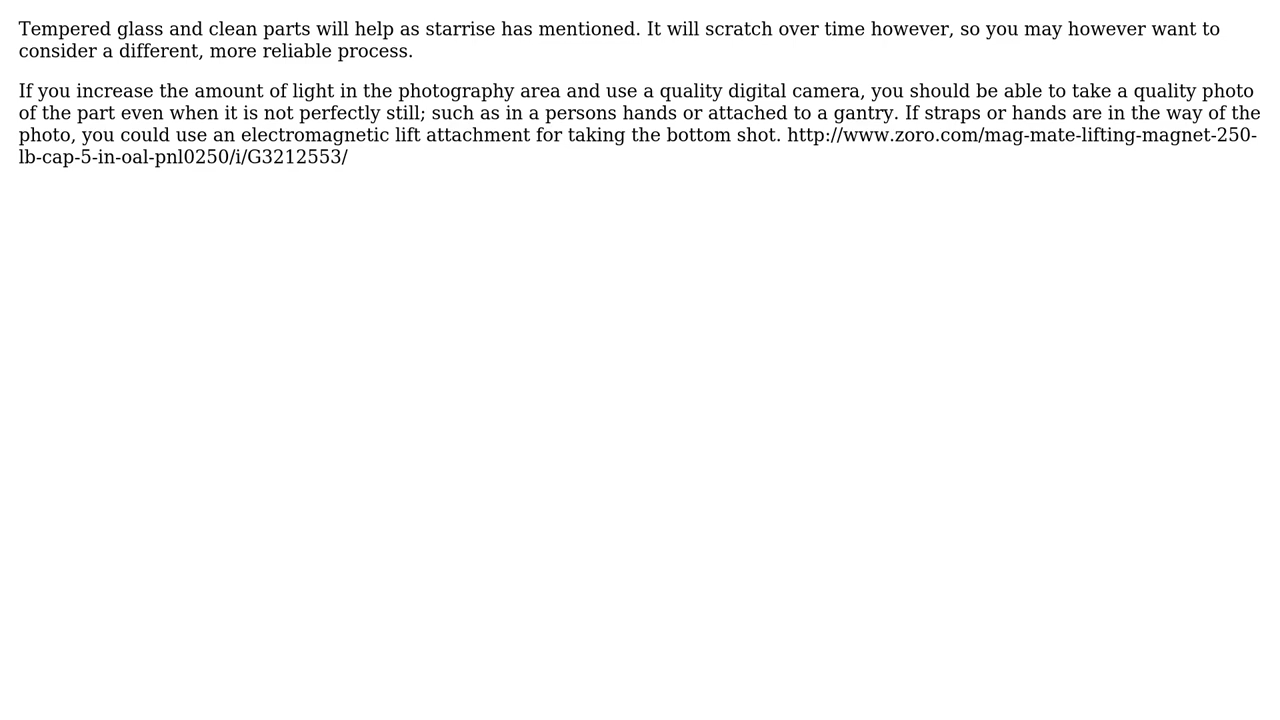 Tempered glass and clean parts will help as starrise has mentioned. It will scratch over time however, so you may however want to
consider a different, more reliable process.
If you increase the amount of light in the photography area and use a quality digital camera, you should be able to take a quality photo
of the part even when it is not perfectly still; such as in a persons hands or attached to a gantry. If straps or hands are in the way of the
photo, you could use an electromagnetic lift attachment for taking the bottom shot. http://www.zoro.com/mag-mate-lifting-magnet-250-
lb-cap-5-in-oal-pnl0250/i/G3212553/